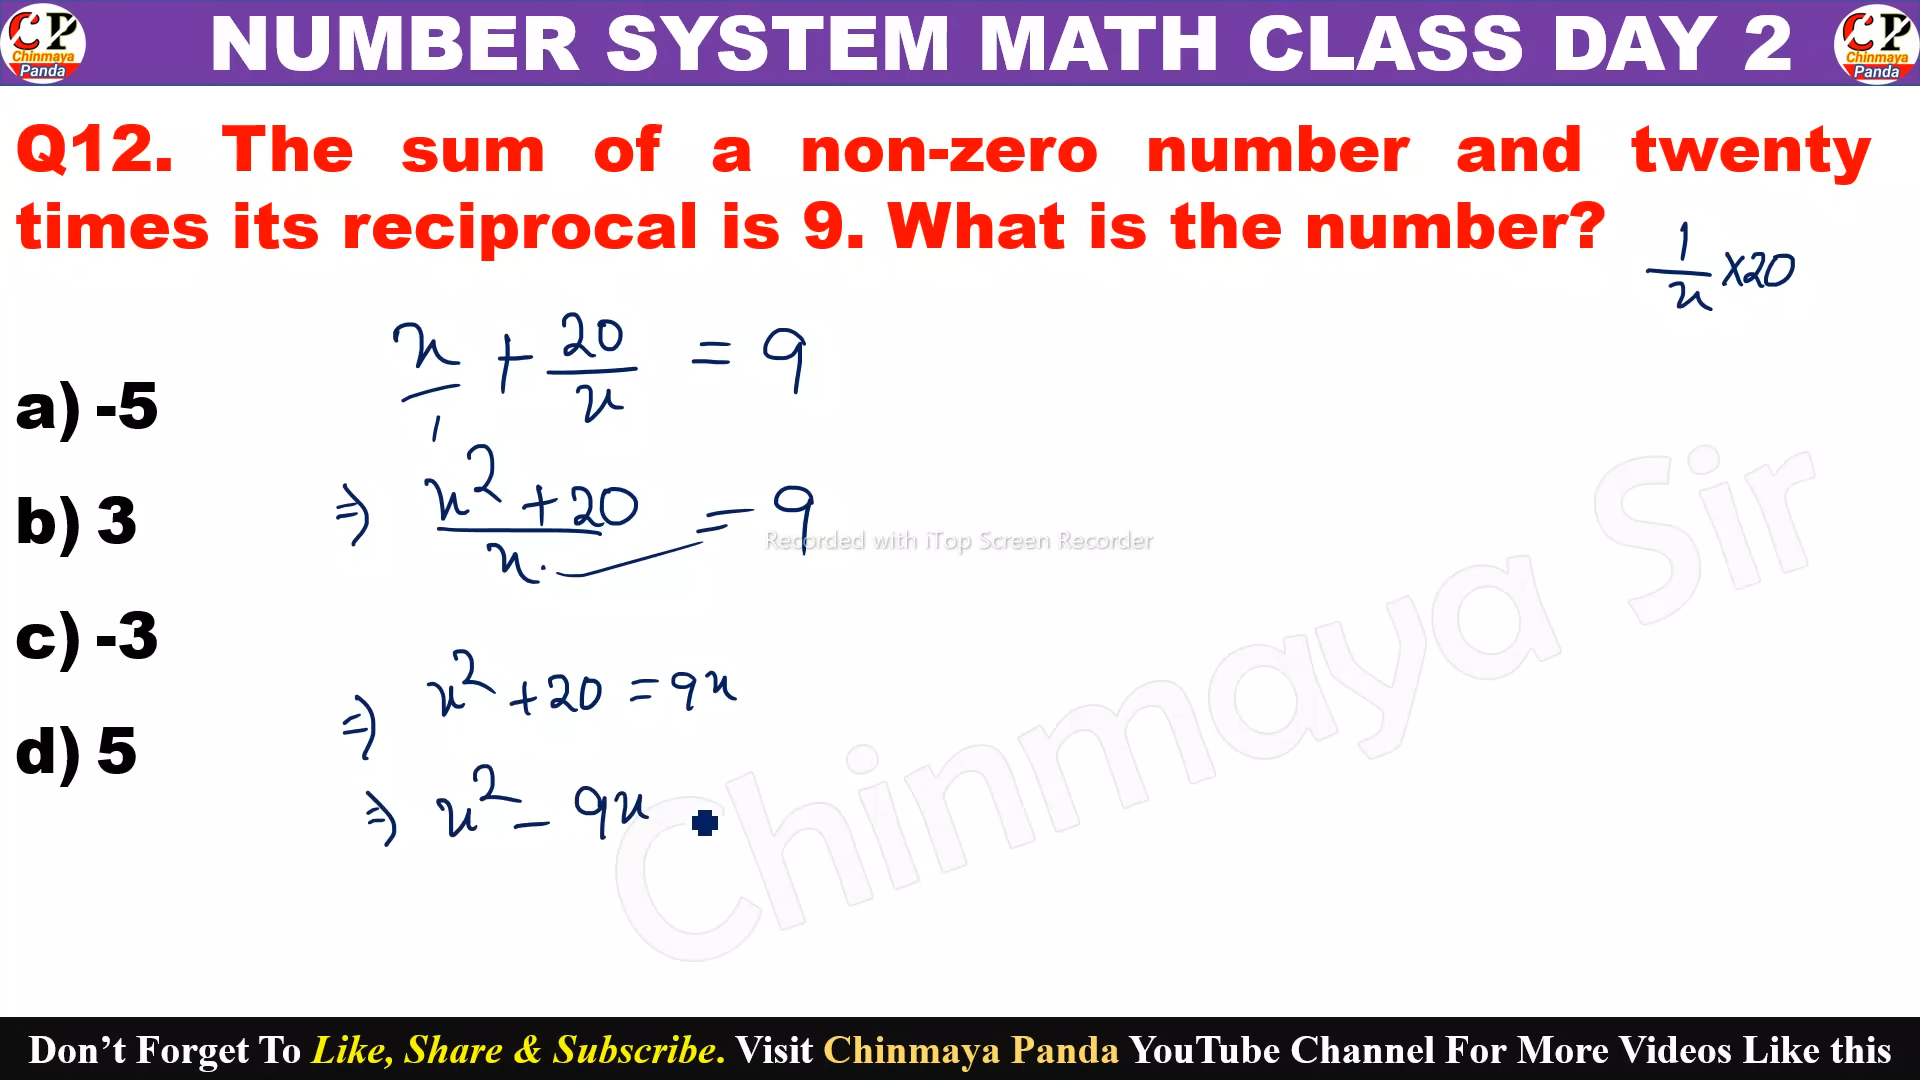 CP Chinmaya Panda
NUMBER SYSTEM MATH CLASS DAY 2
CP Chinmaya Panda
Q12. The sum of a non-zero number and twenty
times its reciprocal is 9. What is the number?
1/x ×20
x/1 + 20/x = 9
a) -5
⇒ x² + 20 / x = 9
b) 3
Recorded with iTop Screen Recorder
c) -3
⇒ x² + 20 = 9x
d) 5
⇒ x² – 9x
Chinmaya Sir
Don't Forget To Like, Share & Subscribe. Visit Chinmaya Panda YouTube Channel For More Videos Like this